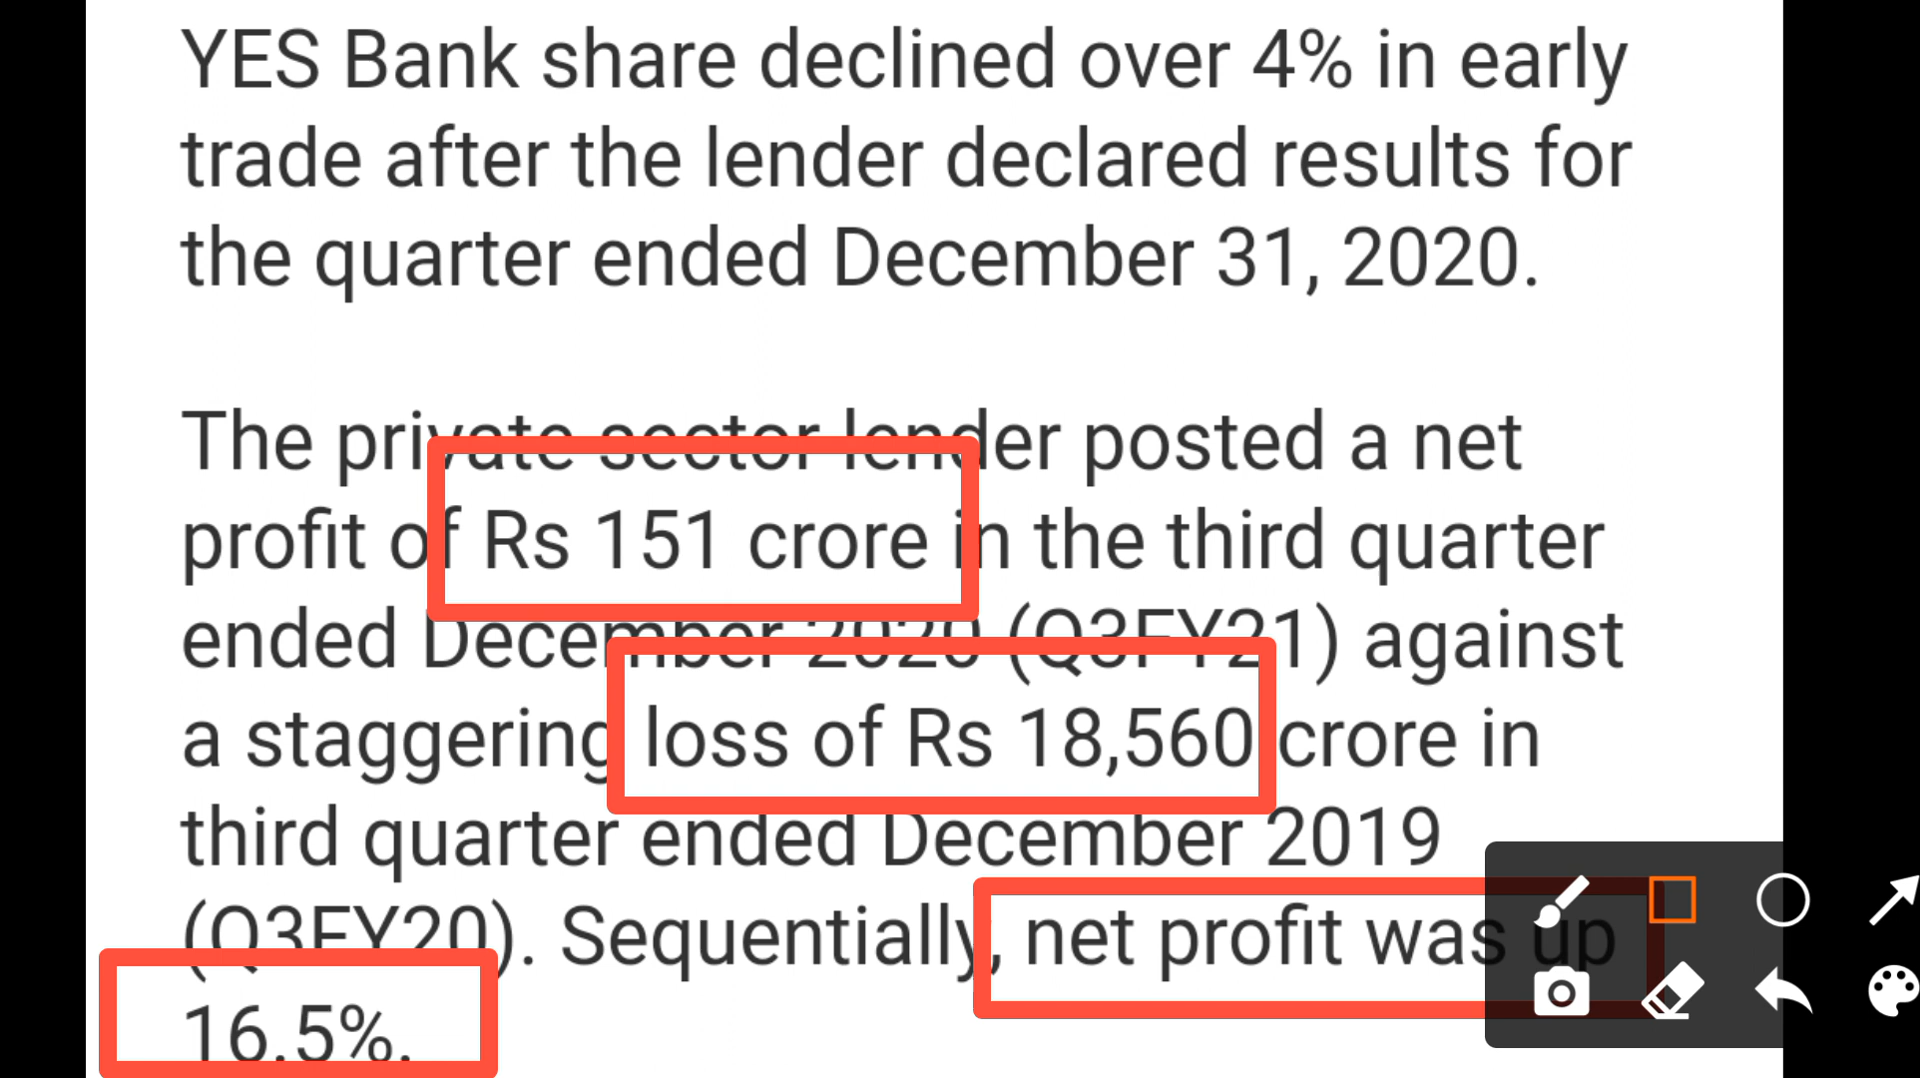 YES Bank share declined over 4% in early
trade after the lender declared results for
the quarter ended December 31, 2020.
The private sector lender posted a net
profit of Rs 151 crore in the third quarter
ended December 2020 (Q3FY21) against
a staggering loss of Rs 18,560 crore in
third quarter ended December 2019
(Q3FY20). Sequentially, net profit was up
16.5%.